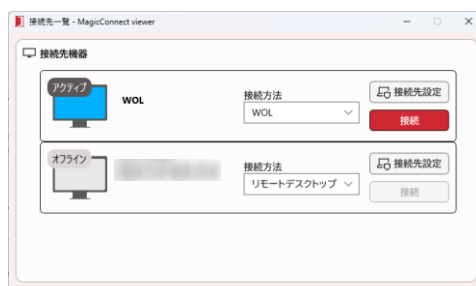 接続先一覧 - MagicConnect viewer
接続先機器
アクティブ
WOL
接続方法
WOL
接続先設定
接続
オフライン
接続方法
リモートデスクトップ
接続先設定
接続